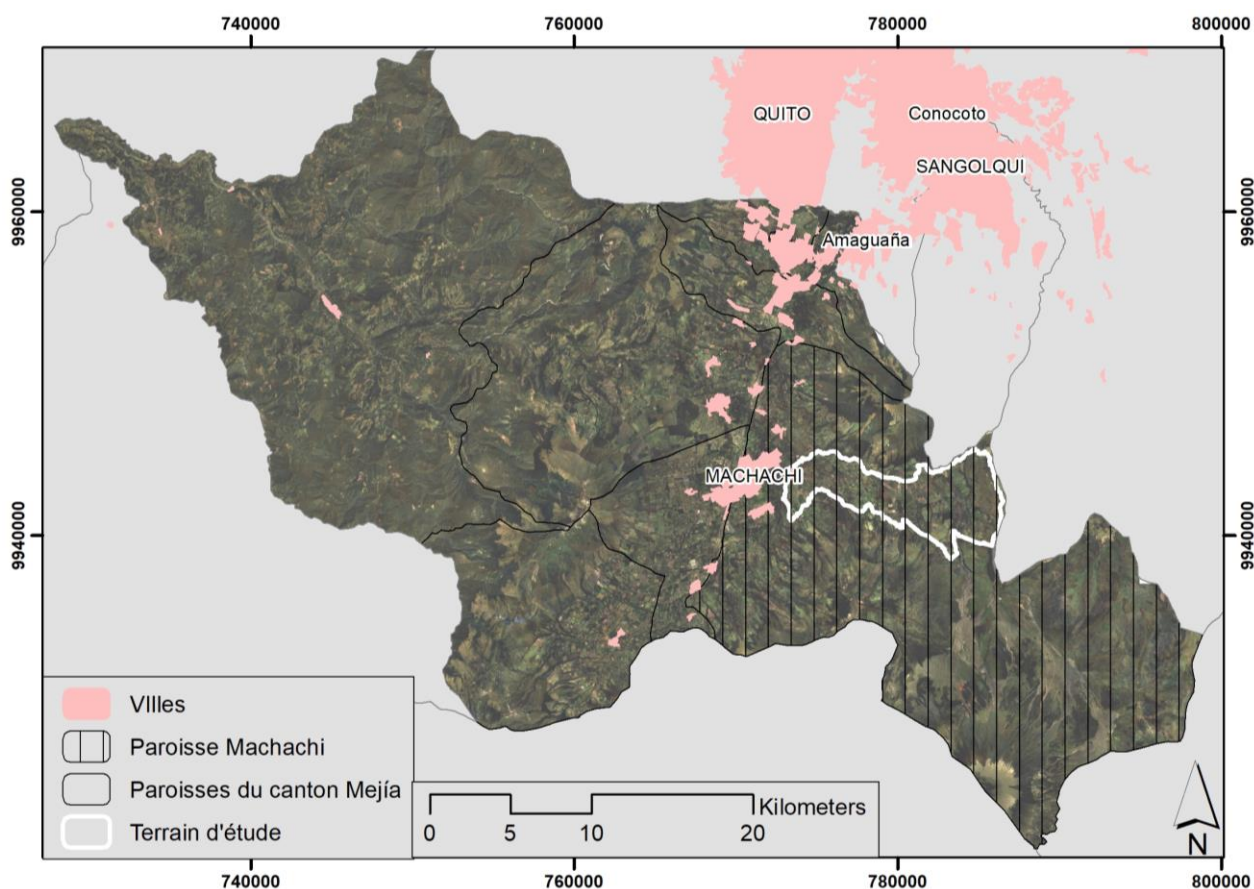 740000 760000 780000 800000
QUITO
Conocoto
SANGOLQUI
9960000
9960000
Amaguaña
MACHACHI
9940000
9940000
VIlles
Paroisse Machachi
Paroisses du canton Mejía
Terrain d'étude
Kilometers
0 5 10 20
N
740000 760000 780000 800000